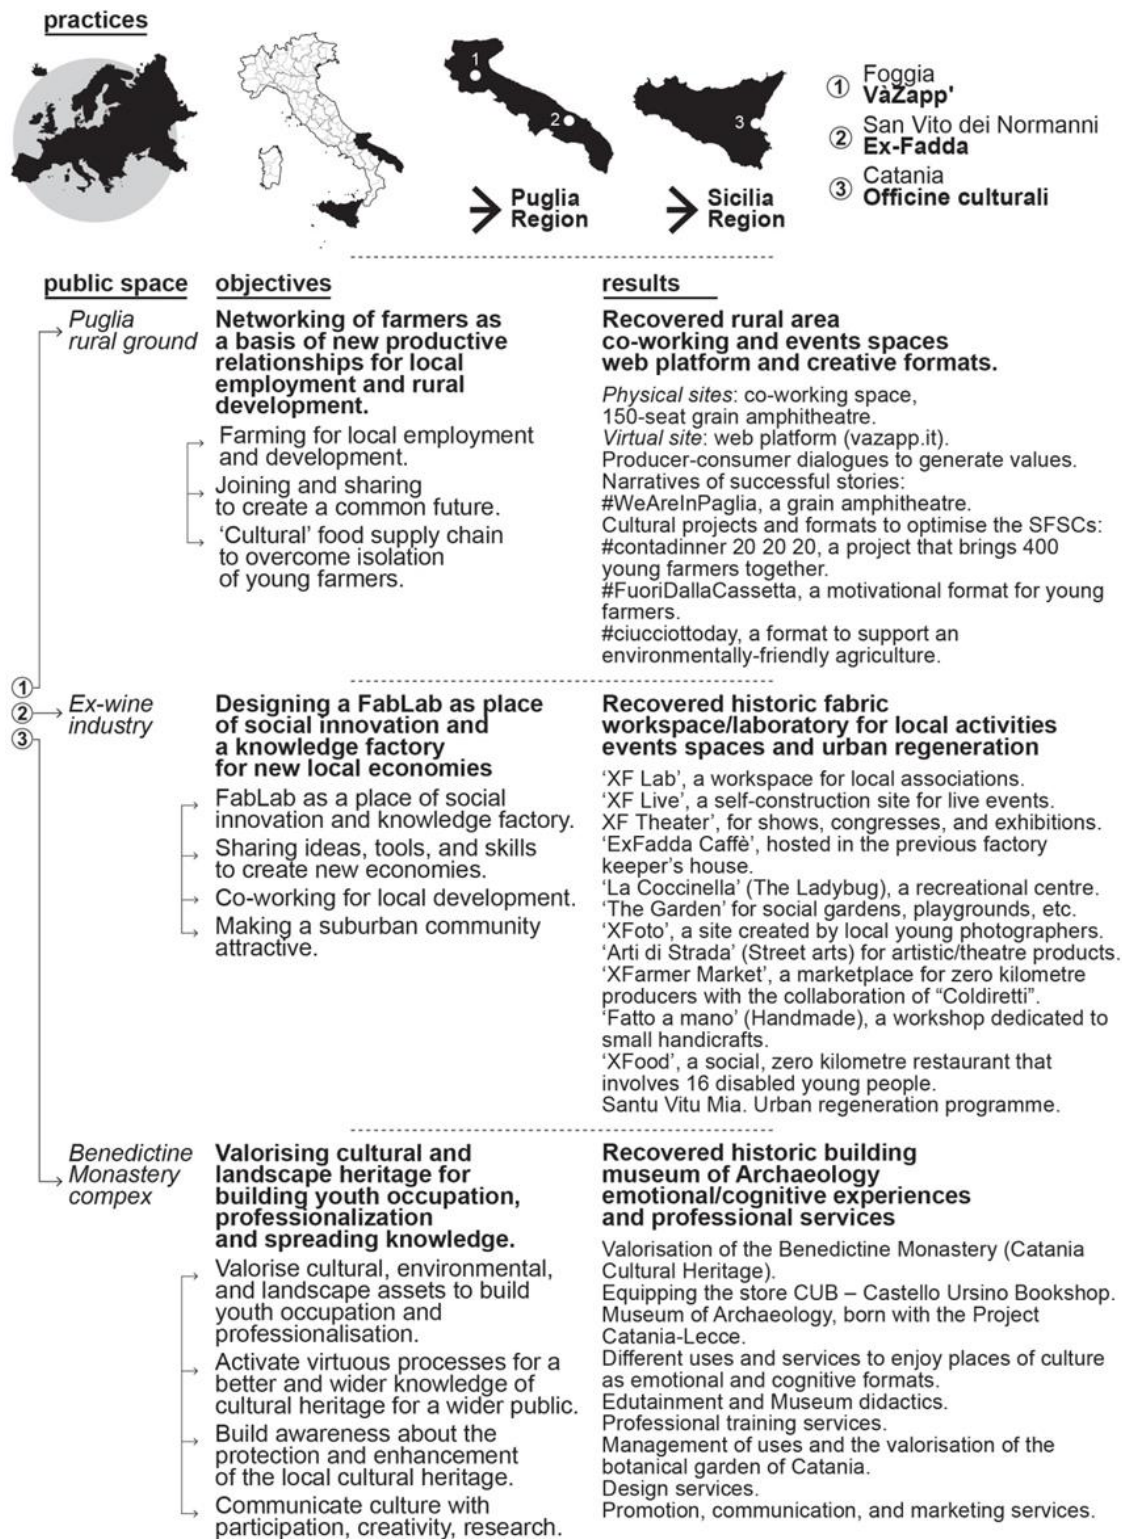 practices
1
2
3
① Foggia
VàZapp'
② San Vito dei Normanni
Ex-Fadda
③ Catania
Officine culturali
Puglia
Region
Sicilia
Region
public space
objectives
results
Puglia
rural ground
Networking of farmers as
a basis of new productive
relationships for local
employment and rural
development.
Farming for local employment
and development.
Joining and sharing
to create a common future.
‘Cultural’ food supply chain
to overcome isolation
of young farmers.
Recovered rural area
co-working and events spaces
web platform and creative formats.
Physical sites: co-working space,
150-seat grain amphitheatre.
Virtual site: web platform (vazapp.it).
Producer-consumer dialogues to generate values.
Narratives of successful stories:
#WeAreInPaglia, a grain amphitheatre.
Cultural projects and formats to optimise the SFSCs:
#contadinner 20 20 20, a project that brings 400
young farmers together.
#FuoriDallaCassetta, a motivational format for young
farmers.
#ciucciottoday, a format to support an
environmentally-friendly agriculture.
①
②
③
Ex-wine
industry
Designing a FabLab as place
of social innovation and
a knowledge factory
for new local economies
FabLab as a place of social
innovation and knowledge factory.
Sharing ideas, tools, and skills
to create new economies.
Co-working for local development.
Making a suburban community
attractive.
Recovered historic fabric
workspace/laboratory for local activities
events spaces and urban regeneration
‘XF Lab’, a workspace for local associations.
‘XF Live’, a self-construction site for live events.
XF Theater’, for shows, congresses, and exhibitions.
‘ExFadda Caffè’, hosted in the previous factory
keeper’s house.
‘La Coccinella’ (The Ladybug), a recreational centre.
‘The Garden’ for social gardens, playgrounds, etc.
‘XFoto’, a site created by local young photographers.
‘Arti di Strada’ (Street arts) for artistic/theatre products.
‘XFarmer Market’, a marketplace for zero kilometre
producers with the collaboration of “Coldiretti”.
‘Fatto a mano’ (Handmade), a workshop dedicated to
small handicrafts.
‘XFood’, a social, zero kilometre restaurant that
involves 16 disabled young people.
Santu Vitu Mia. Urban regeneration programme.
Benedictine
Monastery
compex
Valorising cultural and
landscape heritage for
building youth occupation,
professionalization
and spreading knowledge.
Valorise cultural, environmental,
and landscape assets to build
youth occupation and
professionalisation.
Activate virtuous processes for a
better and wider knowledge of
cultural heritage for a wider public.
Build awareness about the
protection and enhancement
of the local cultural heritage.
Communicate culture with
participation, creativity, research.
Recovered historic building
museum of Archaeology
emotional/cognitive experiences
and professional services
Valorisation of the Benedictine Monastery (Catania
Cultural Heritage).
Equipping the store CUB – Castello Ursino Bookshop.
Museum of Archaeology, born with the Project
Catania-Lecce.
Different uses and services to enjoy places of culture
as emotional and cognitive formats.
Edutainment and Museum didactics.
Professional training services.
Management of uses and the valorisation of the
botanical garden of Catania.
Design services.
Promotion, communication, and marketing services.